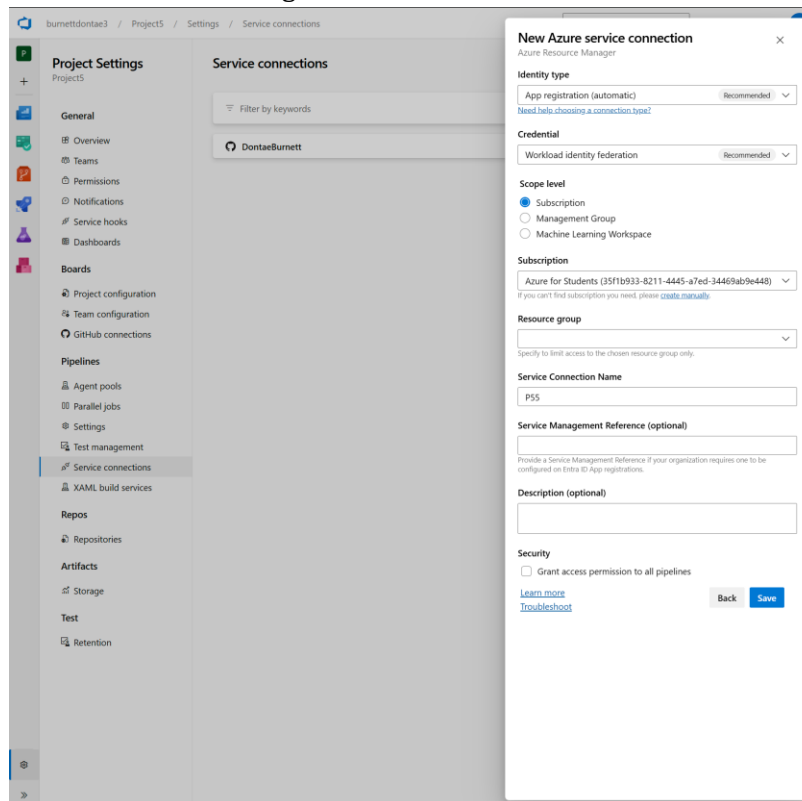 burnettdontae3 / Project5 / Settings / Service connections
P
Project Settings
Project5
General
Overview
Teams
Permissions
Notifications
Service hooks
Dashboards
Boards
Project configuration
Team configuration
GitHub connections
Pipelines
Agent pools
Parallel jobs
Settings
Test management
Service connections
XAML build services
Repos
Repositories
Artifacts
Storage
Test
Retention
Service connections
Filter by keywords
DontaeBurnett
New Azure service connection
Azure Resource Manager
Identity type
App registration (automatic) Recommended
Need help choosing a connection type?
Credential
Workload identity federation Recommended
Scope level
Subscription
Management Group
Machine Learning Workspace
Subscription
Azure for Students (35f1b933-8211-4445-a7ed-34469ab9e448)
If you can't find subscription you need, please create manually.
Resource group
Specify to limit access to the chosen resource group only.
Service Connection Name
P55
Service Management Reference (optional)
Provide a Service Management Reference if your organization requires one to be
configured on Entra ID App registrations.
Description (optional)
Security
Grant access permission to all pipelines
Learn more
Troubleshoot
Back Save